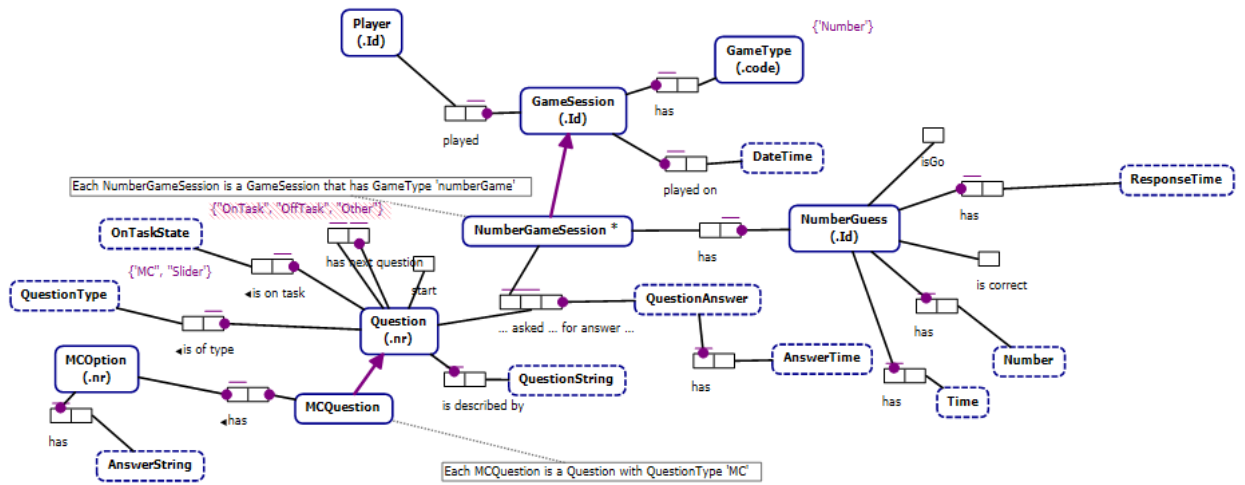 Player
(.Id)
{'Number'}
GameType
(.code)
GameSession
(.Id)
has
played
isGo
DateTime
played on
ResponseTime
Each NumberGameSession is a GameSession that has GameType 'numberGame'
{"OnTask", "OffTask", "Other"}
has
OnTaskState
NumberGameSession *
NumberGuess
(.Id)
has next question
has
{'MC", "Slider'}
start
is correct
◄is on task
QuestionType
QuestionAnswer
Question
(.nr)
... asked ... for answer ...
has
◄is of type
MCOption
(.nr)
AnswerTime
Number
QuestionString
has
has
Time
is described by
MCQuestion
◄has
has
AnswerString
Each MCQuestion is a Question with QuestionType 'MC'